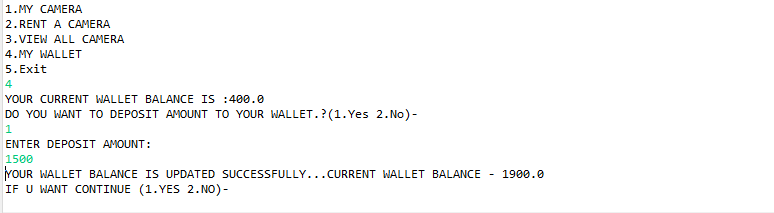 1.MY CAMERA
2.RENT A CAMERA
3.VIEW ALL CAMERA
4.MY WALLET
5.Exit
4
YOUR CURRENT WALLET BALANCE IS :400.0
DO YOU WANT TO DEPOSIT AMOUNT TO YOUR WALLET.?(1.Yes 2.No)-
1
ENTER DEPOSIT AMOUNT:
1500
YOUR WALLET BALANCE IS UPDATED SUCCESSFULLY...CURRENT WALLET BALANCE - 1900.0
IF U WANT CONTINUE (1.YES 2.NO)-